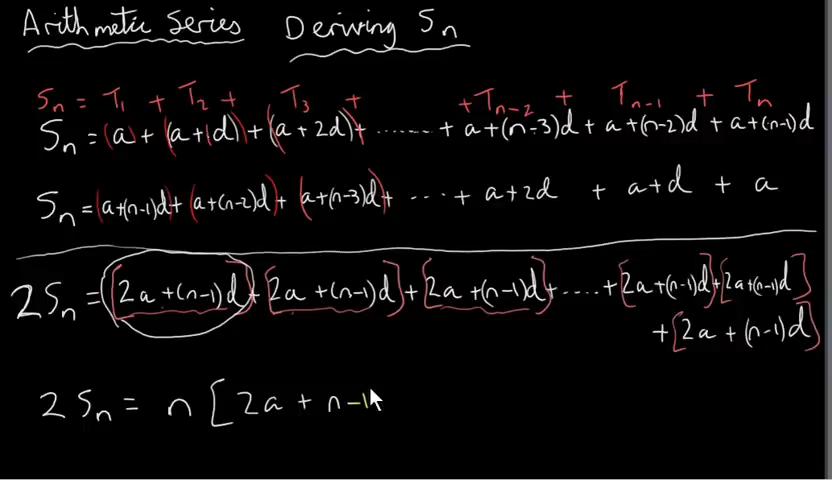 Arithmetic Series Deriving Sn
Sn = T1 + T2 + T3 + +Tn-2 + Tn-1 + Tn
Sn = (a) + (a+1d) + (a+2d) + ...... + a+(n-3)d + a+(n-2)d + a+(n-1)d
Sn = (a+(n-1)d) + (a+(n-2)d) + (a+(n-3)d) + ... + a+2d + a+d + a
2Sn = [2a+(n-1)d] + [2a+(n-1)d] + [2a+(n-1)d] + ..... + [2a+(n-1)d] + [2a+(n-1)d]
+ [2a+(n-1)d]
2Sn = n [2a + n-1